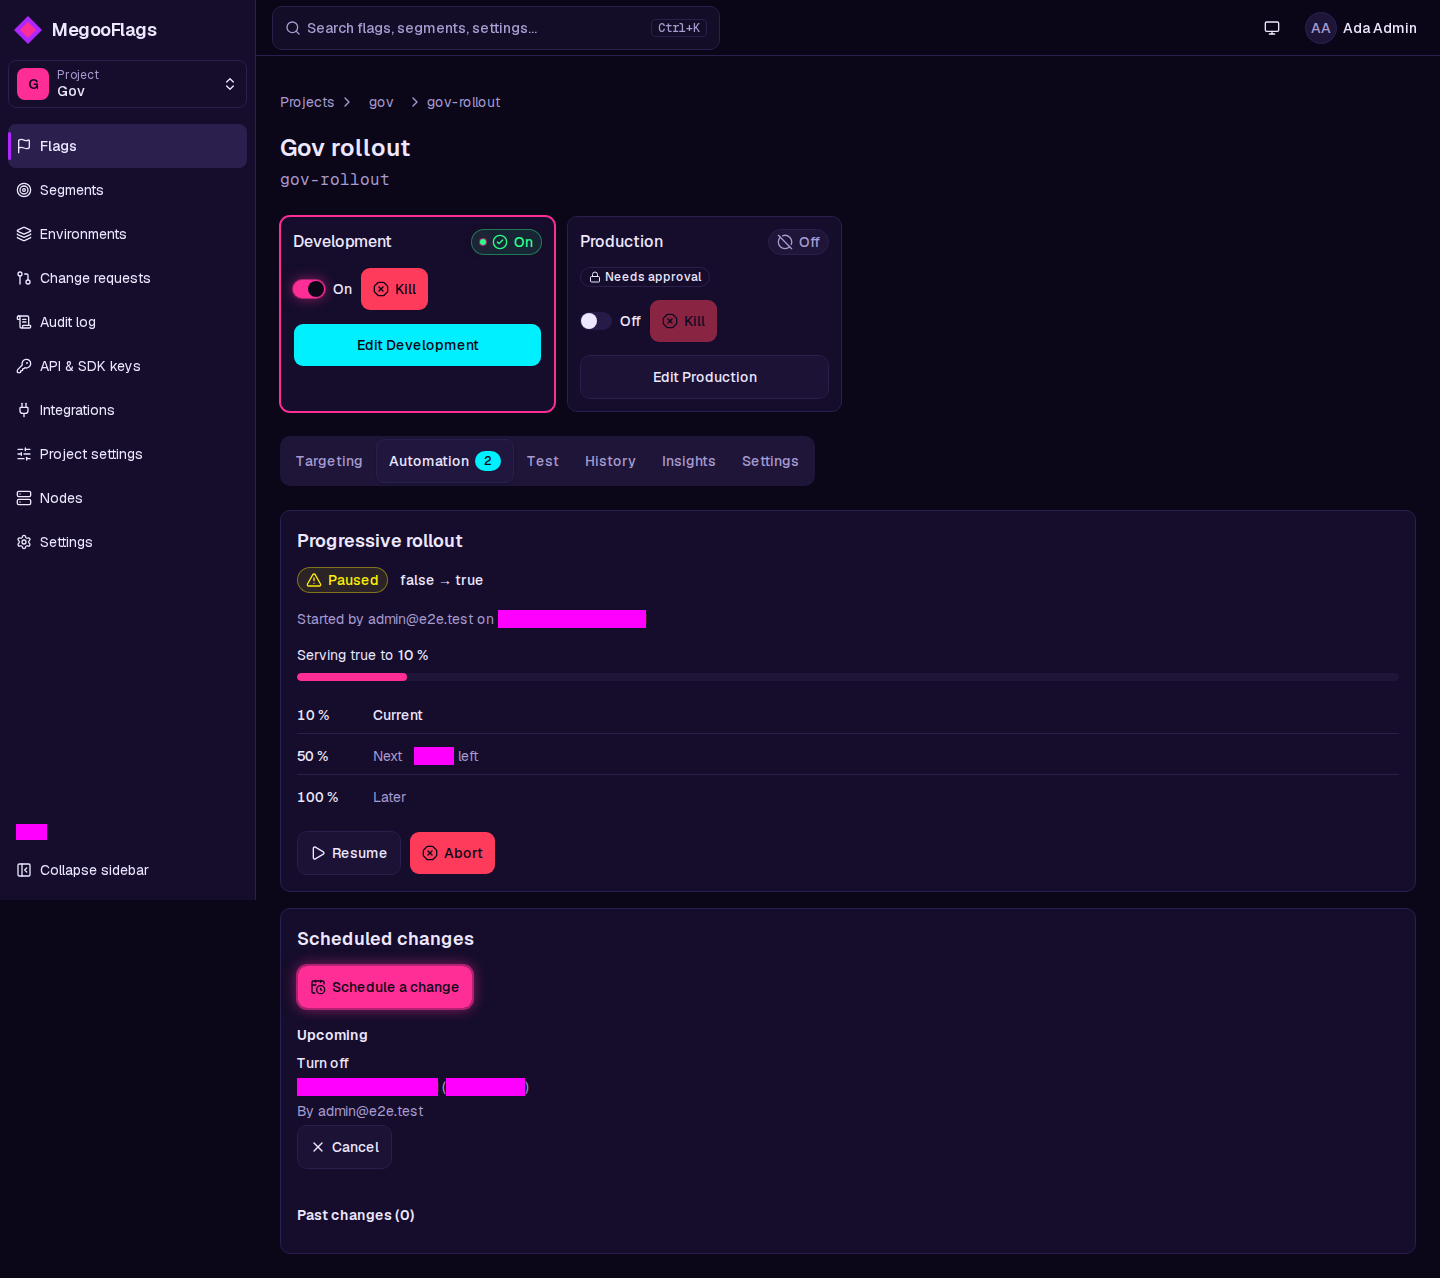 MegooFlags
Search flags, segments, settings...
Ctrl+K
AA
Ada Admin
G
Project
Gov
Flags
Segments
Environments
Change requests
Audit log
API & SDK keys
Integrations
Project settings
Nodes
Settings
Collapse sidebar
Projects
gov
gov-rollout
Gov rollout
gov-rollout
Development
On
On
Kill
Edit Development
Production
Off
Needs approval
Off
Kill
Edit Production
Targeting
Automation 2
Test
History
Insights
Settings
Progressive rollout
Paused
false → true
Started by admin@e2e.test on
Serving true to 10 %
10 %
Current
50 %
Next
left
100 %
Later
Resume
Abort
Scheduled changes
Schedule a change
Upcoming
Turn off
( )
By admin@e2e.test
Cancel
Past changes (0)